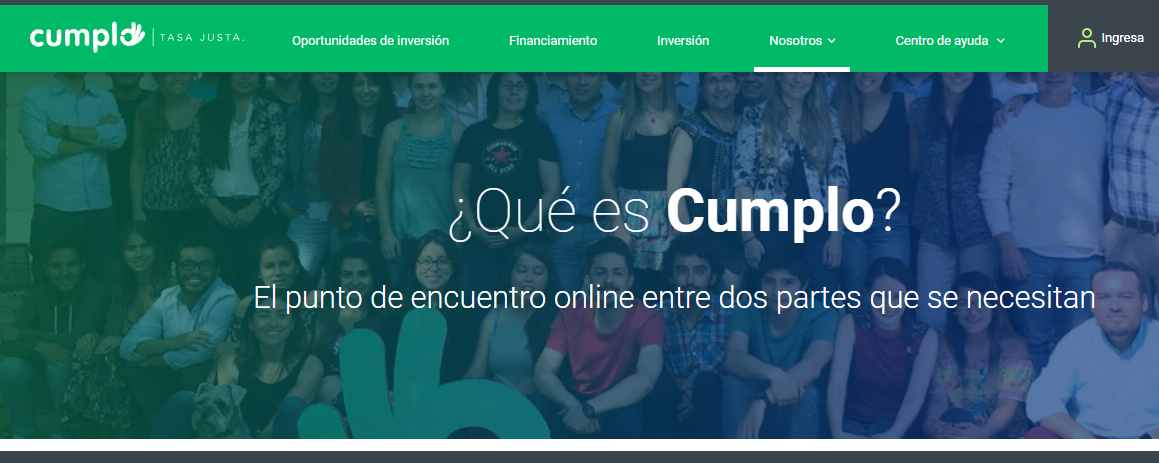 cumplo | TASA JUSTA.
Oportunidades de inversión
Financiamiento
Inversión
Nosotros
Centro de ayuda
Ingresa
¿Qué es Cumplo?
El punto de encuentro online entre dos partes que se necesitan